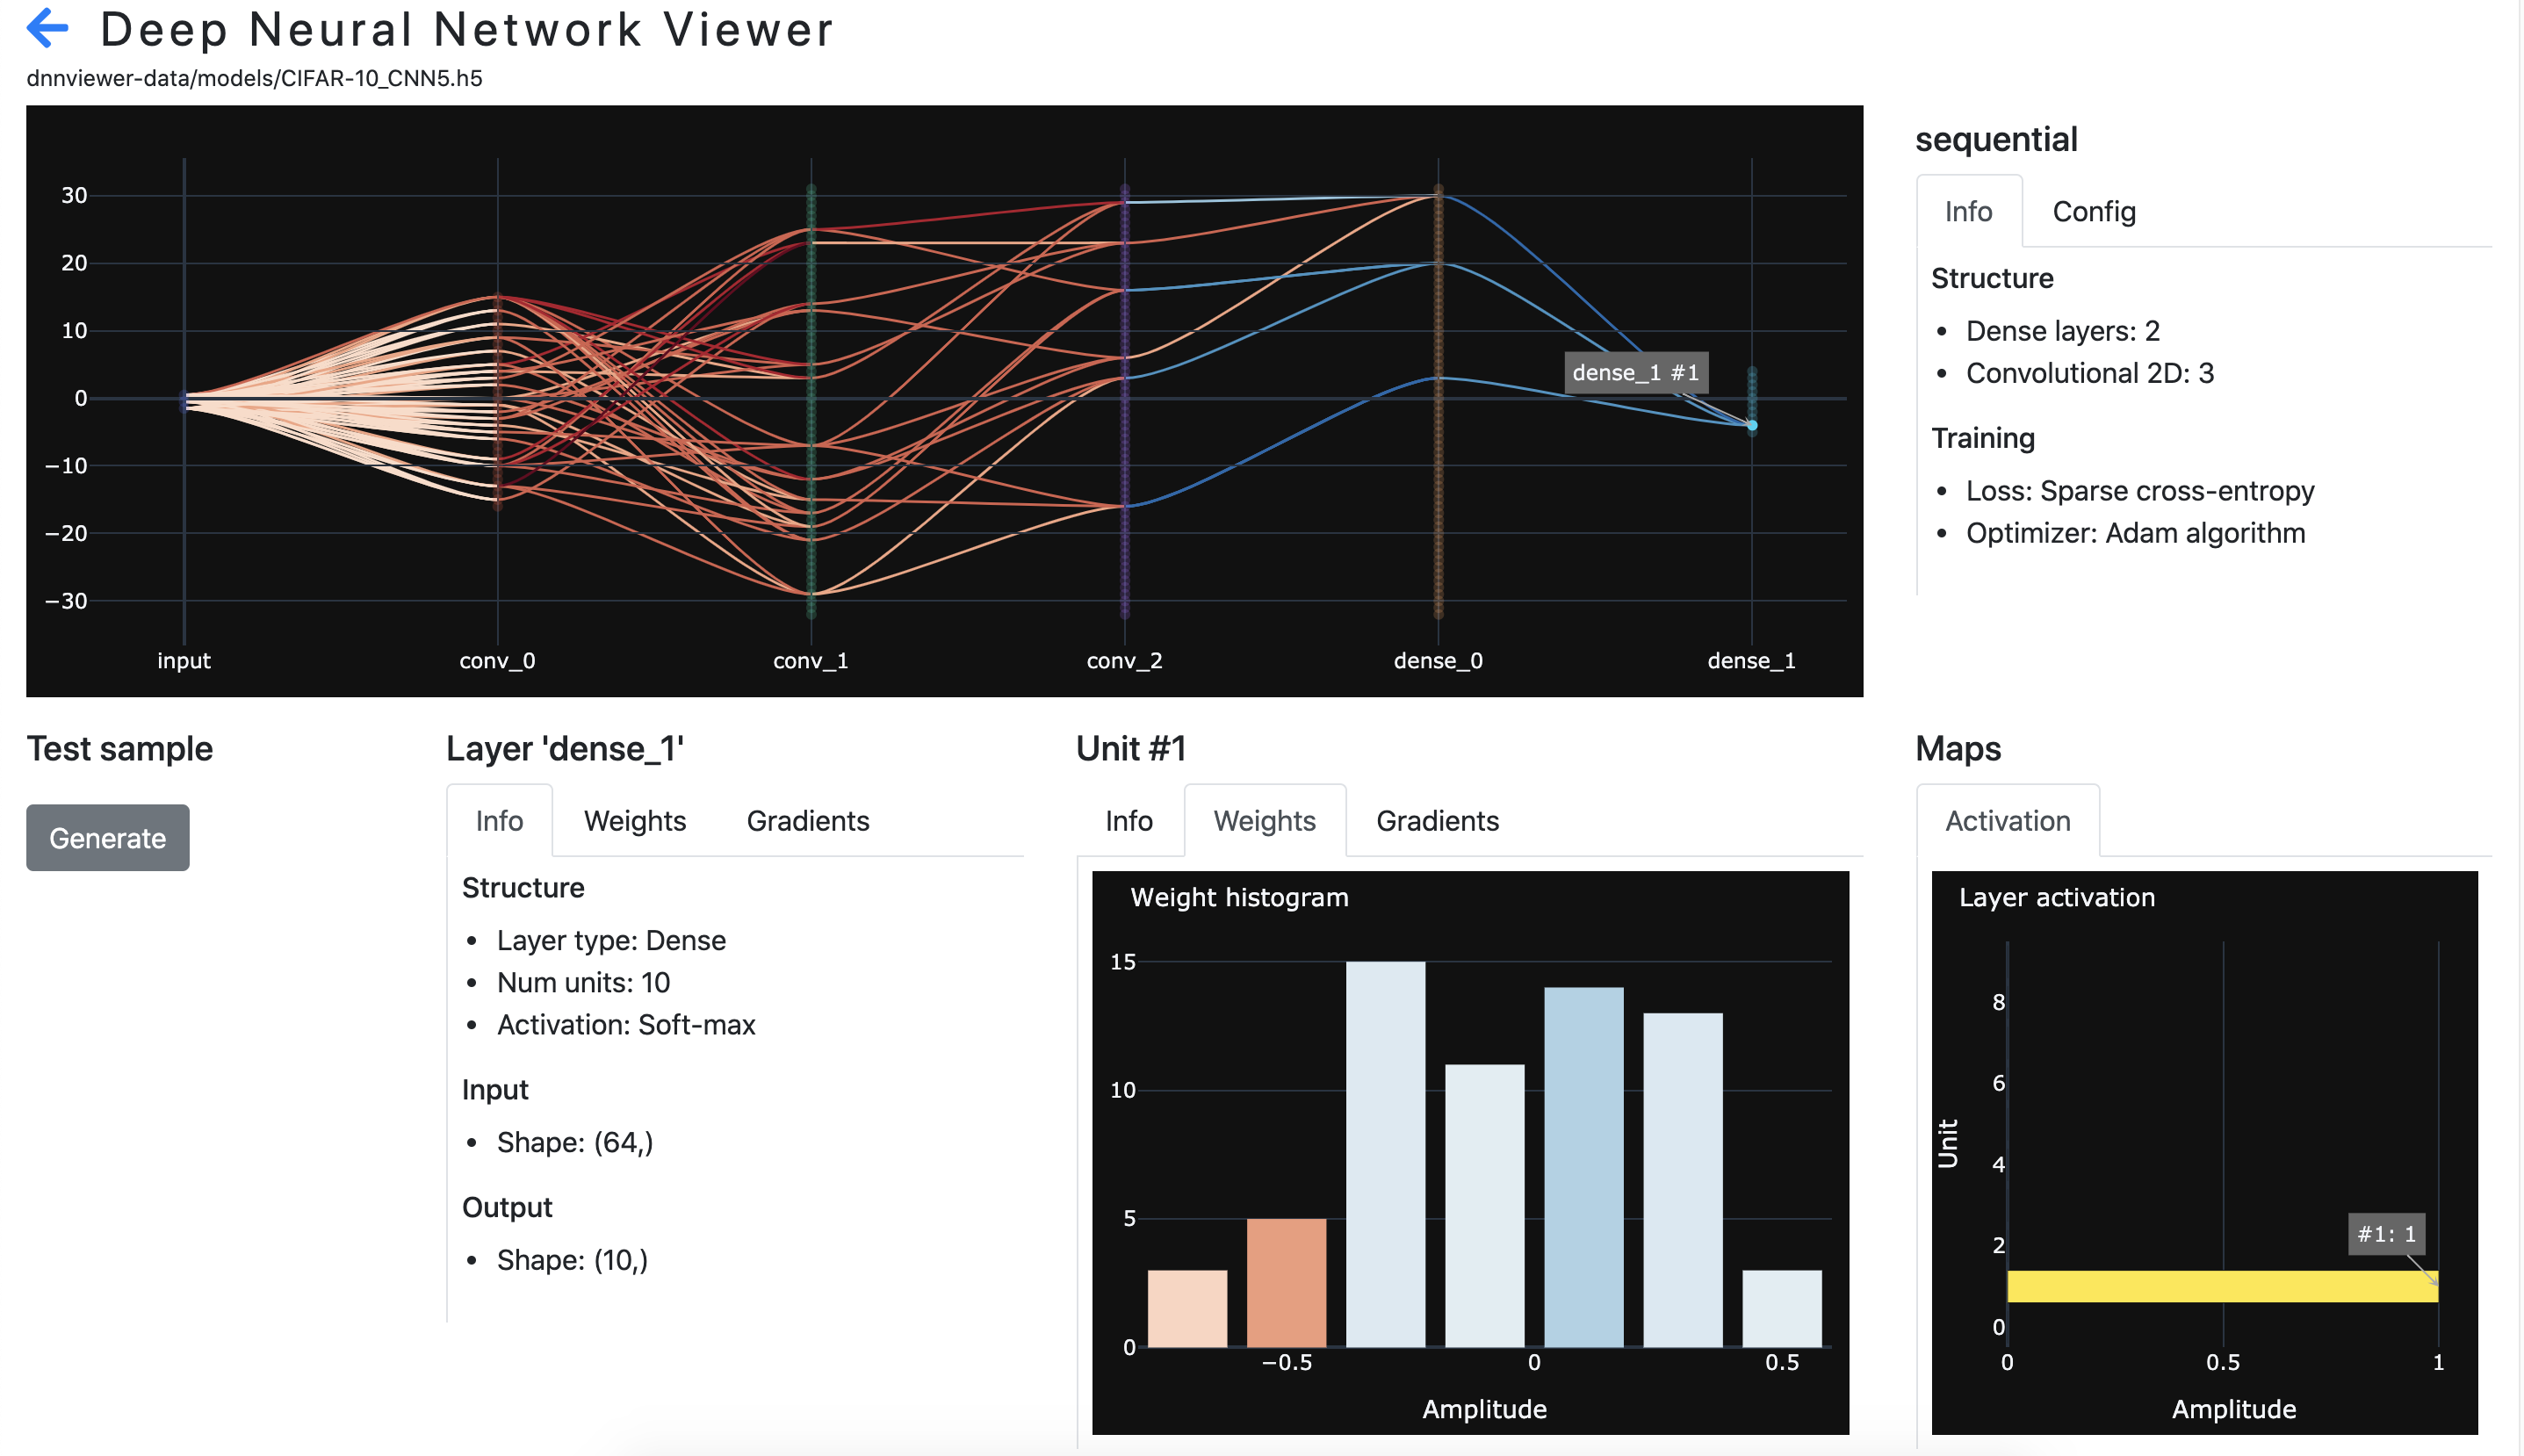 Deep Neural Network Viewer
dnnviewer-data/models/CIFAR-10_CNN5.h5
30
20
10
0
−10
−20
−30
input
conv_0
conv_1
conv_2
dense_0
dense_1
dense_1 #1
sequential
Info
Config
Structure
Dense layers: 2
Convolutional 2D: 3
Training
Loss: Sparse cross-entropy
Optimizer: Adam algorithm
Test sample
Generate
Layer 'dense_1'
Info
Weights
Gradients
Structure
Layer type: Dense
Num units: 10
Activation: Soft-max
Input
Shape: (64,)
Output
Shape: (10,)
Unit #1
Info
Weights
Gradients
Weight histogram
15
10
5
0
−0.5
0
0.5
Amplitude
Maps
Activation
Layer activation
8
6
4
2
0
Unit
#1: 1
0
0.5
1
Amplitude